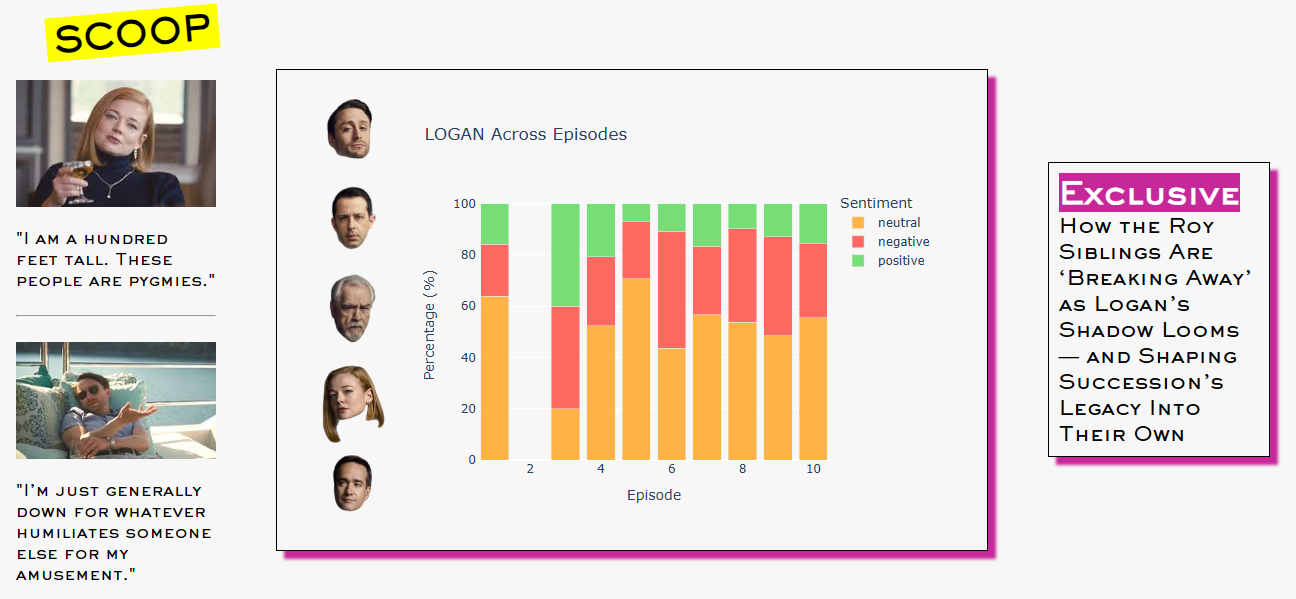 SCOOP
"I AM A HUNDRED
FEET TALL. THESE
PEOPLE ARE PYGMIES."
"I'M JUST GENERALLY
DOWN FOR WHATEVER
HUMILIATES SOMEONE
ELSE FOR MY
AMUSEMENT."
LOGAN Across Episodes
Percentage (%)
100
80
60
40
20
0
2
4
6
8
10
Episode
Sentiment
neutral
negative
positive
EXCLUSIVE
HOW THE ROY
SIBLINGS ARE
‘BREAKING AWAY’
AS LOGAN’S
SHADOW LOOMS
— AND SHAPING
SUCCESSION’S
LEGACY INTO
THEIR OWN